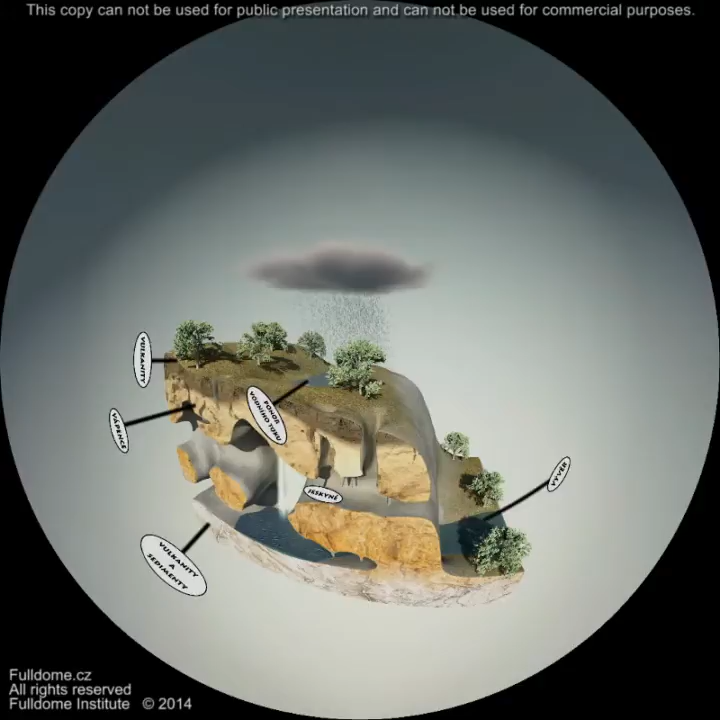 This copy can not be used for public presentation and can not be used for commercial purposes.
VULKANITY
VÁPENCE
PONOR
VODNÍHO TOKU
JESKYNĚ
VÝVĚR
VULKANITY
A
SEDIMENTY
Fulldome.cz
All rights reserved
Fulldome Institute © 2014